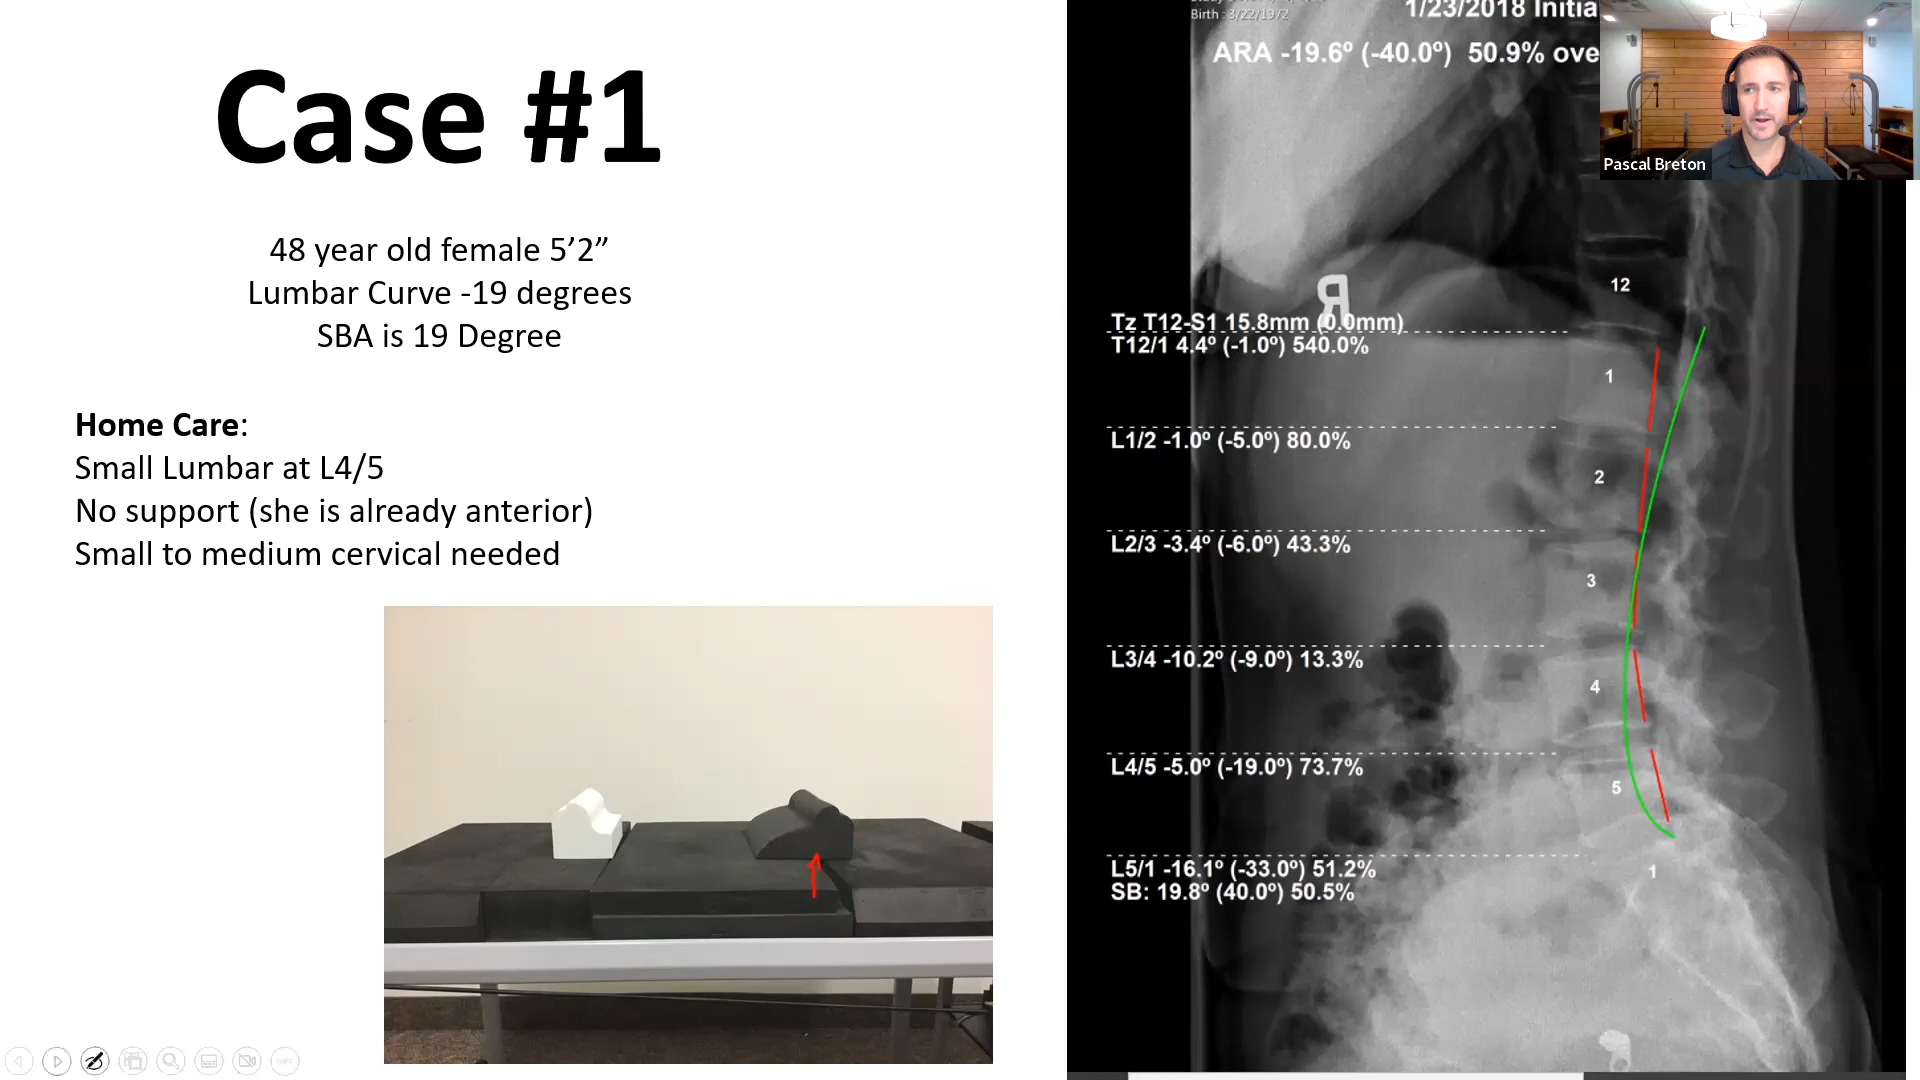 Case #1
48 year old female 5’2”
Lumbar Curve -19 degrees
SBA is 19 Degree
Home Care:
Small Lumbar at L4/5
No support (she is already anterior)
Small to medium cervical needed
Birth : 3/22/1972
1/23/2018 Initia
ARA -19.6º (-40.0º) 50.9% ove
Pascal Breton
R
12
Tz T12-S1 15.8mm (0.0mm)
T12/1 4.4º (-1.0º) 540.0%
1
L1/2 -1.0º (-5.0º) 80.0%
2
L2/3 -3.4º (-6.0º) 43.3%
3
L3/4 -10.2º (-9.0º) 13.3%
4
L4/5 -5.0º (-19.0º) 73.7%
5
L5/1 -16.1º (-33.0º) 51.2%
1
SB: 19.8º (40.0º) 50.5%